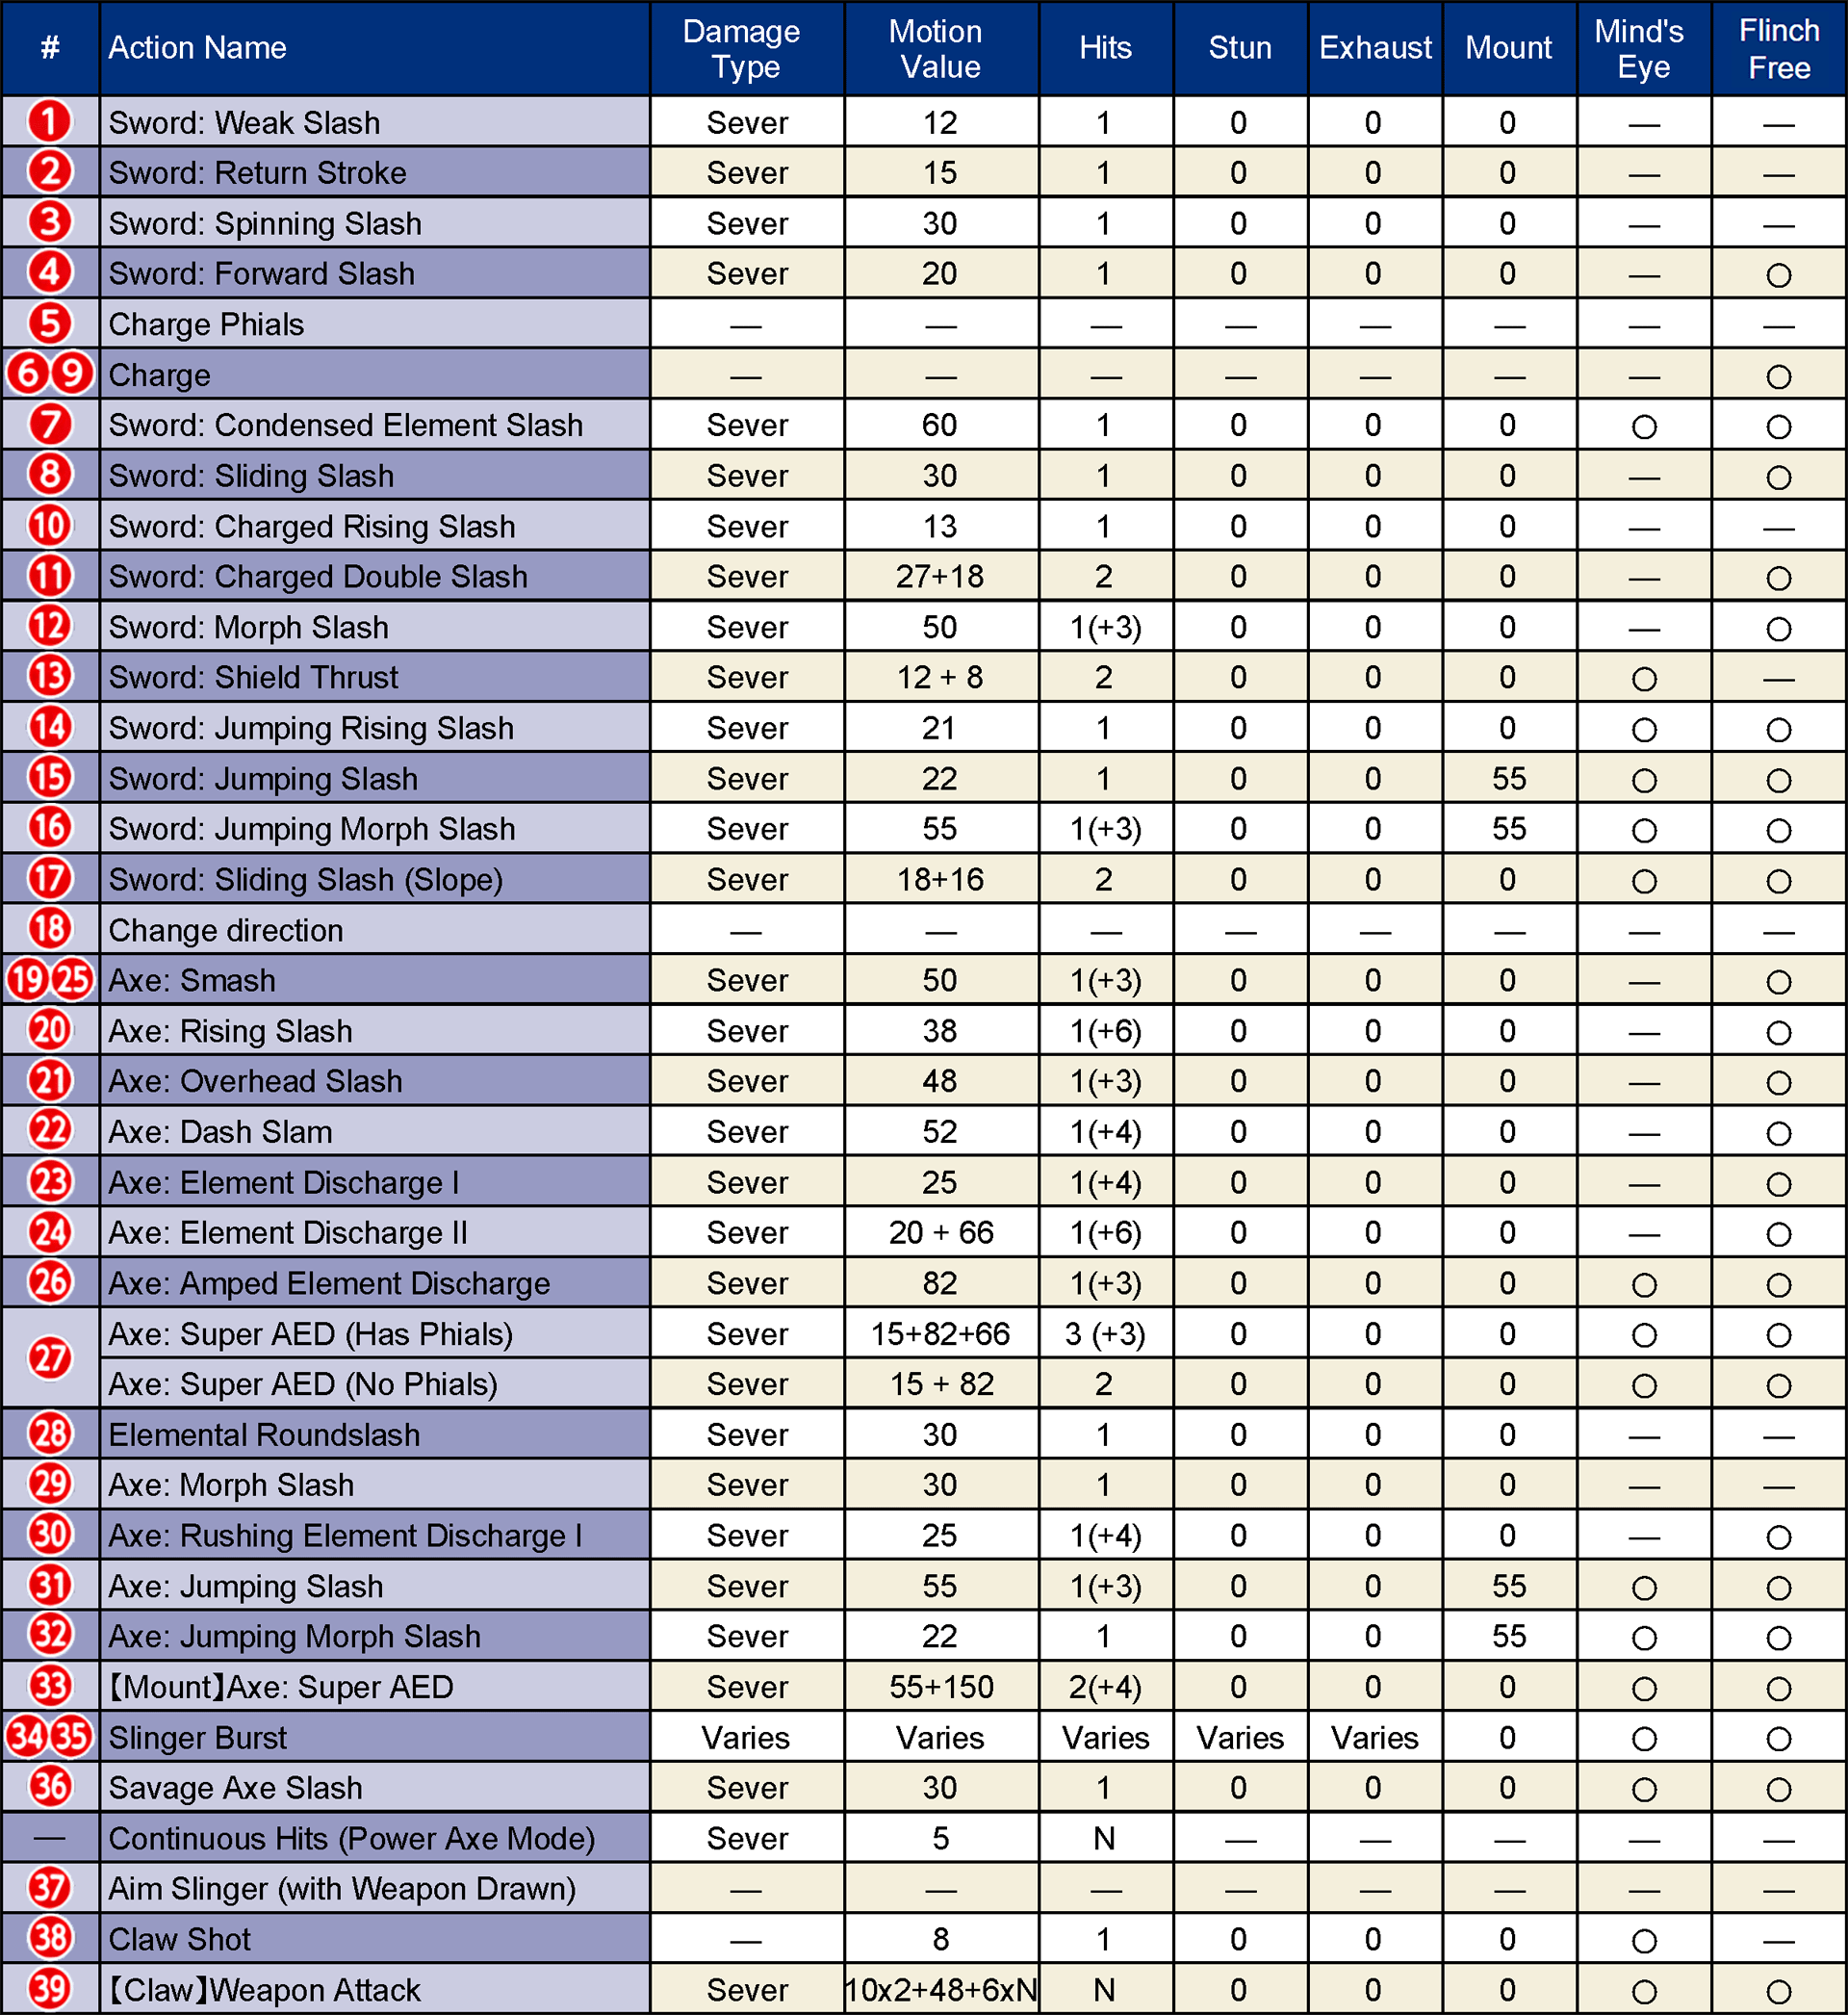 # Action Name Damage Type Motion Value Hits Stun Exhaust Mount Mind's Eye Flinch Free
1 Sword: Weak Slash Sever 12 1 0 0 0 — —
2 Sword: Return Stroke Sever 15 1 0 0 0 — —
3 Sword: Spinning Slash Sever 30 1 0 0 0 — —
4 Sword: Forward Slash Sever 20 1 0 0 0 — ○
5 Charge Phials — — — — — — — —
6 9 Charge — — — — — — — ○
7 Sword: Condensed Element Slash Sever 60 1 0 0 0 ○ ○
8 Sword: Sliding Slash Sever 30 1 0 0 0 — ○
10 Sword: Charged Rising Slash Sever 13 1 0 0 0 — —
11 Sword: Charged Double Slash Sever 27+18 2 0 0 0 — ○
12 Sword: Morph Slash Sever 50 1(+3) 0 0 0 — ○
13 Sword: Shield Thrust Sever 12 + 8 2 0 0 0 ○ —
14 Sword: Jumping Rising Slash Sever 21 1 0 0 0 ○ ○
15 Sword: Jumping Slash Sever 22 1 0 0 55 ○ ○
16 Sword: Jumping Morph Slash Sever 55 1(+3) 0 0 55 ○ ○
17 Sword: Sliding Slash (Slope) Sever 18+16 2 0 0 0 ○ ○
18 Change direction — — — — — — — —
19 25 Axe: Smash Sever 50 1(+3) 0 0 0 — ○
20 Axe: Rising Slash Sever 38 1(+6) 0 0 0 — ○
21 Axe: Overhead Slash Sever 48 1(+3) 0 0 0 — ○
22 Axe: Dash Slam Sever 52 1(+4) 0 0 0 — ○
23 Axe: Element Discharge I Sever 25 1(+4) 0 0 0 — ○
24 Axe: Element Discharge II Sever 20 + 66 1(+6) 0 0 0 — ○
26 Axe: Amped Element Discharge Sever 82 1(+3) 0 0 0 ○ ○
27 Axe: Super AED (Has Phials) Sever 15+82+66 3 (+3) 0 0 0 ○ ○
Axe: Super AED (No Phials) Sever 15 + 82 2 0 0 0 ○ ○
28 Elemental Roundslash Sever 30 1 0 0 0 — —
29 Axe: Morph Slash Sever 30 1 0 0 0 — —
30 Axe: Rushing Element Discharge I Sever 25 1(+4) 0 0 0 — ○
31 Axe: Jumping Slash Sever 55 1(+3) 0 0 55 ○ ○
32 Axe: Jumping Morph Slash Sever 22 1 0 0 55 ○ ○
33 【Mount】Axe: Super AED Sever 55+150 2(+4) 0 0 0 ○ ○
34 35 Slinger Burst Varies Varies Varies Varies Varies 0 ○ ○
36 Savage Axe Slash Sever 30 1 0 0 0 ○ ○
— Continuous Hits (Power Axe Mode) Sever 5 N — — — — —
37 Aim Slinger (with Weapon Drawn) — — — — — — — —
38 Claw Shot — 8 1 0 0 0 ○ —
39 【Claw】Weapon Attack Sever 10x2+48+6xN N 0 0 0 ○ ○